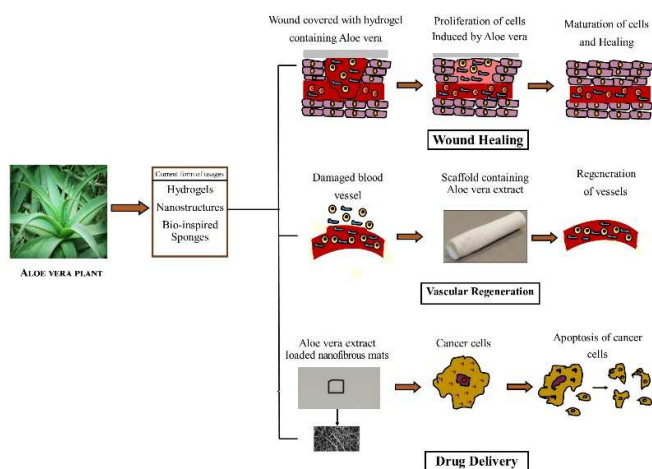 Wound covered with hydrogel
containing Aloe vera
Proliferation of cells
Induced by Aloe vera
Maturation of cells
and Healing
Wound Healing
Current form of usages
Hydrogels
Nanostructures
Bio-inspired
Sponges
ALOE VERA PLANT
Damaged blood
vessel
Scaffold containing
Aloe vera extract
Regeneration
of vessels
Vascular Regeneration
Aloe vera extract
loaded nanofibrous mats
Cancer cells
Apoptosis of cancer
cells
Drug Delivery